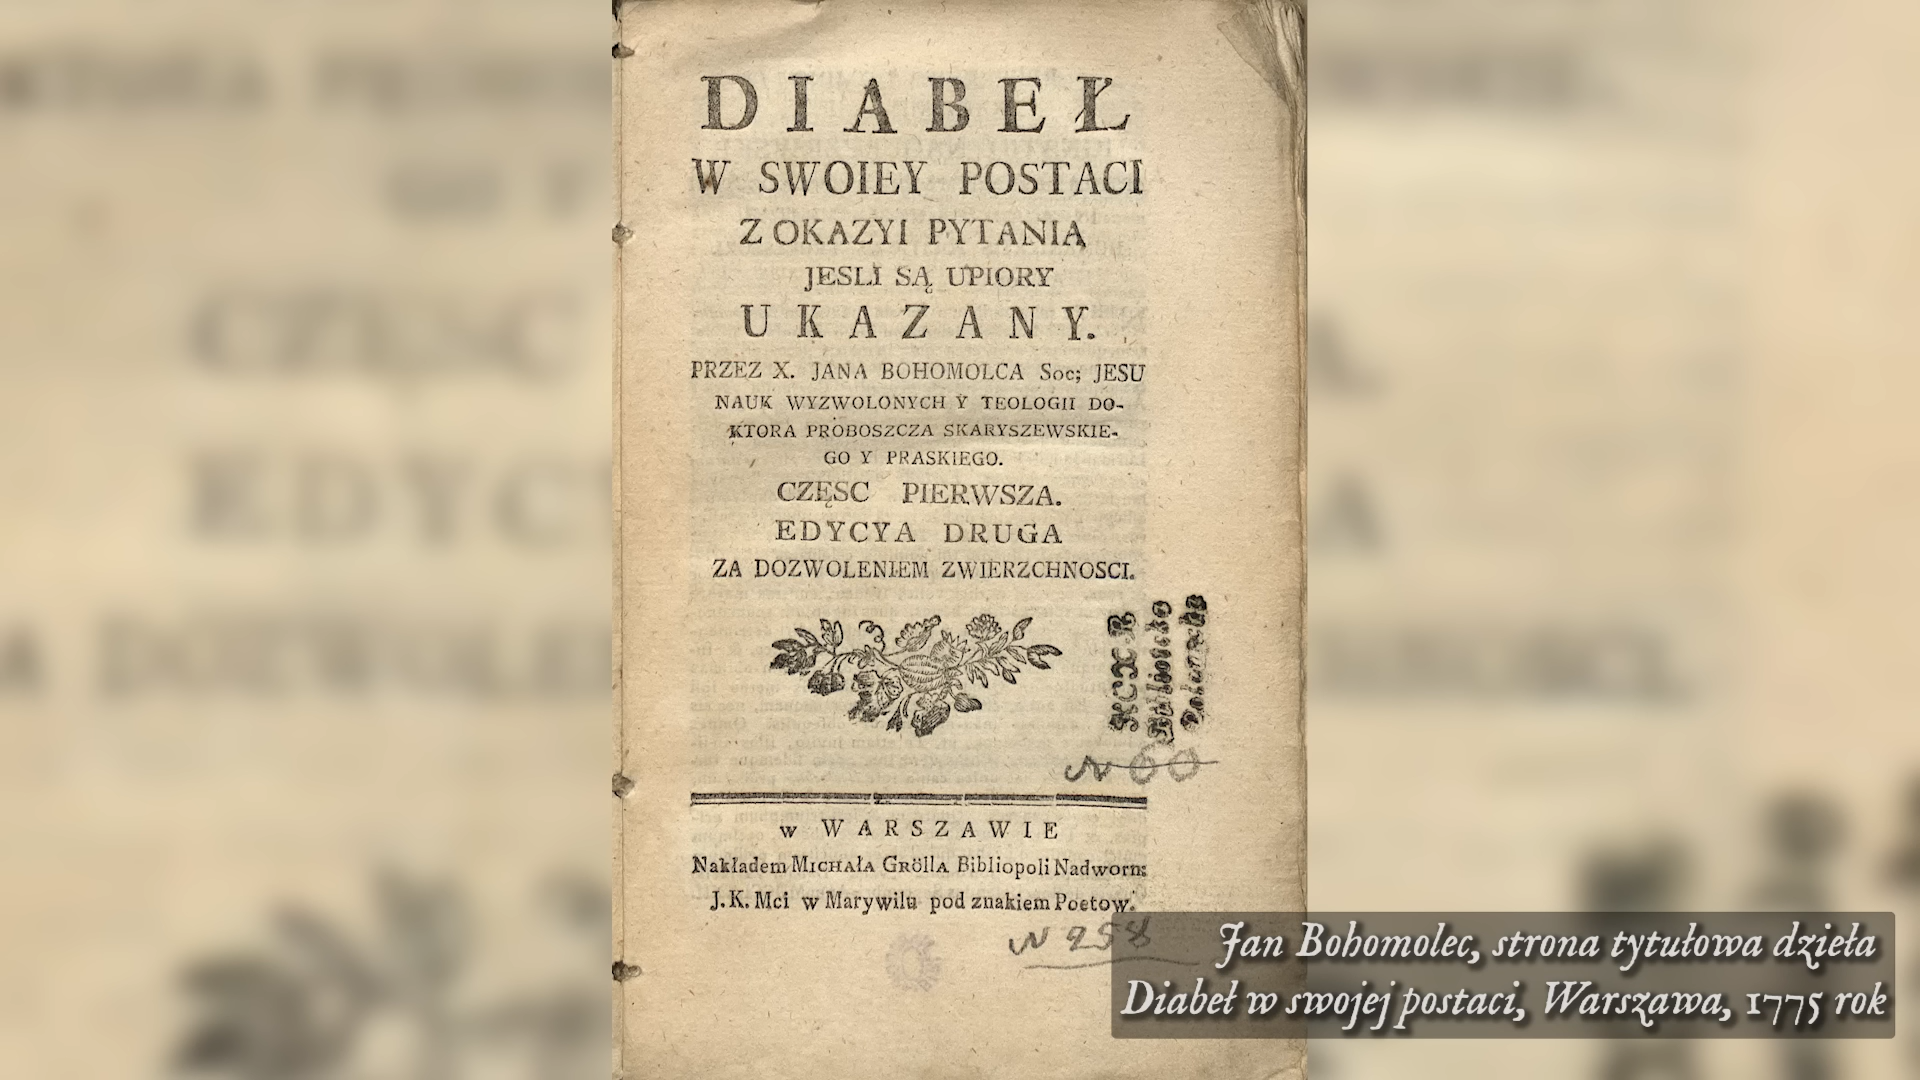 DIABEŁ
W SWOIEY POSTACI
Z OKAZYI PYTANIA
JESLI SĄ UPIORY
UKAZANY.
PRZEZ X. JANA BOHOMOLCA Soc; JESU
NAUK WYZWOLONYCH Y TEOLOGII DO-
KTORA PROBOSZCZA SKARYSZEWSKIE-
GO Y PRASKIEGO.
CZĘSC PIERWSZA.
EDYCYA DRUGA
ZA DOZWOLENIEM ZWIERZCHNOSCI.
N 60
w WARSZAWIE
Nakładem MICHAŁA GRÖLLA Bibliopoli Nadworn:
J. K. Mci w Marywilu pod znakiem Poetow.
N 258
Jan Bohomolec, strona tytułowa dzieła
Diabeł w swojej postaci, Warszawa, 1775 rok